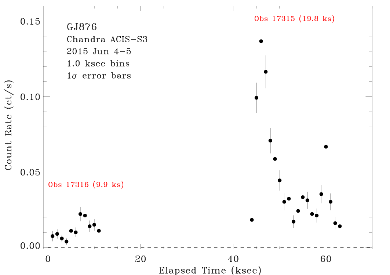 0.15
Obs 17315 (19.8 ks)
GJ876
Chandra ACIS-S3
2015 Jun 4-5
1.0 ksec bins
1σ error bars
0.10
Count Rate (ct/s)
0.05
Obs 17316 (9.9 ks)
0.00
0 20 40 60
Elapsed Time (ksec)